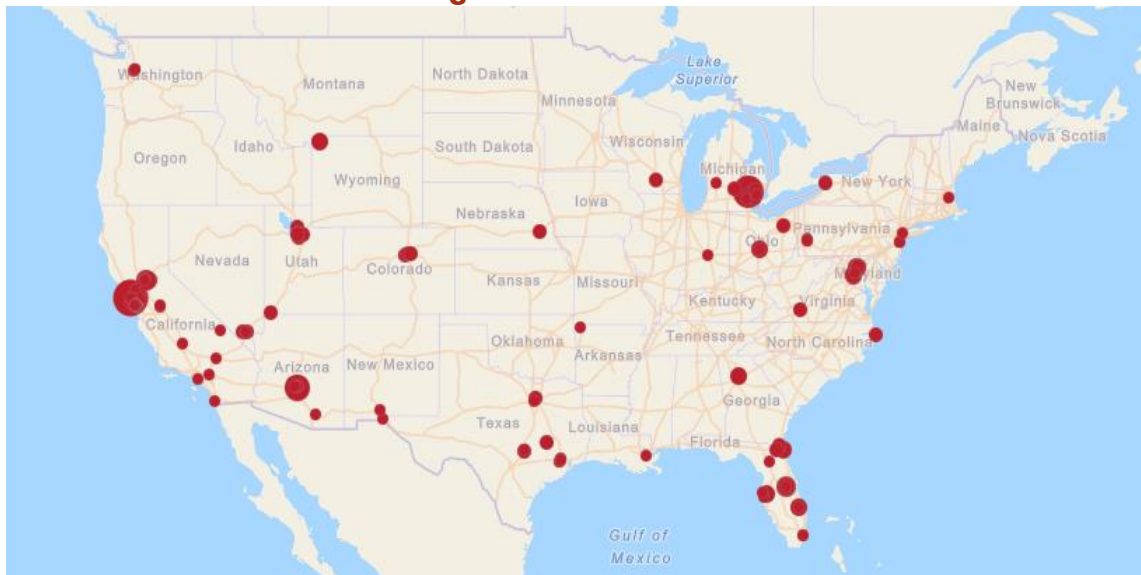 Lake
Superior
Washington
Montana
North Dakota
Minnesota
New
Brunswick
Maine
Nova Scotia
Oregon
Idaho
South Dakota
Wisconsin
Michigan
Wyoming
New York
Nebraska
Iowa
Nevada
Utah
Colorado
Kansas
Missouri
Ohio
Pennsylvania
Maryland
California
Kentucky
Virginia
Arizona
New Mexico
Oklahoma
Arkansas
Tennessee
North Carolina
Texas
Louisiana
Georgia
Florida
Gulf of
Mexico